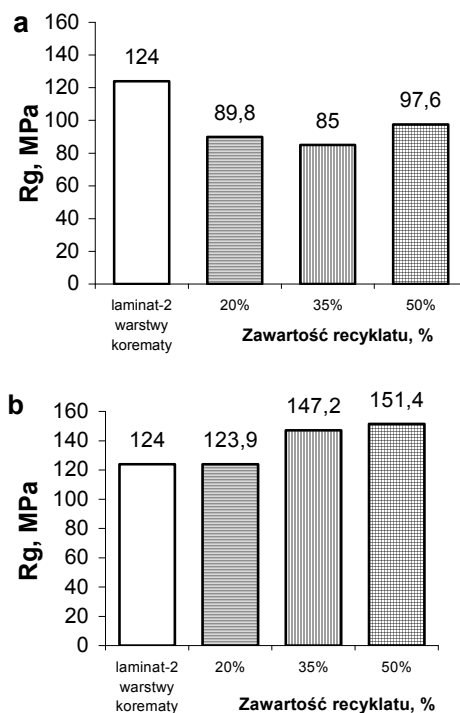 a
140
120
100
80
60
40
20
0
Rg, MPa
124
89,8
85
97,6
laminat-2
warstwy
korematy
20%
35%
50%
Zawartość recyklatu, %
b
160
140
120
100
80
60
40
20
0
Rg, MPa
124
123,9
147,2
151,4
laminat-2
warstwy
korematy
20%
35%
50%
Zawartość recyklatu, %